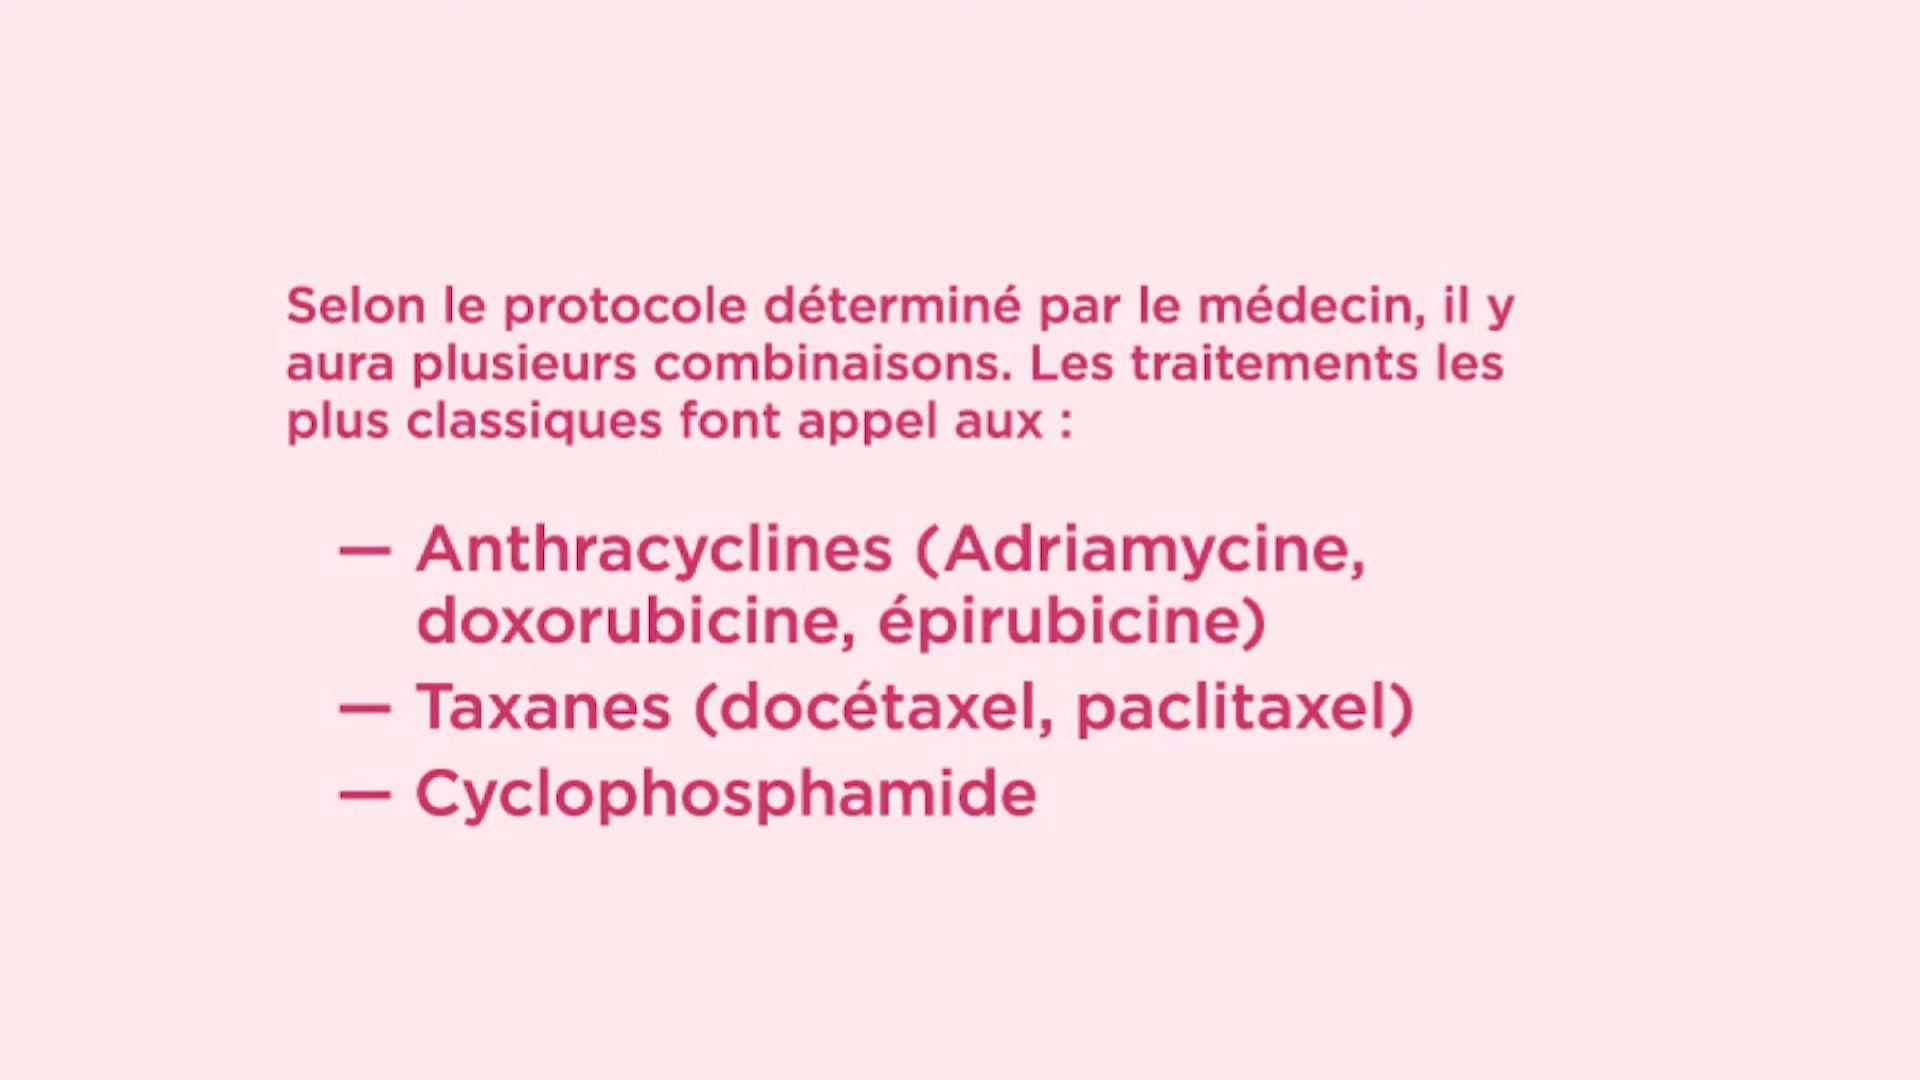 Selon le protocole déterminé par le médecin, il y
aura plusieurs combinaisons. Les traitements les
plus classiques font appel aux :
— Anthracyclines (Adriamycine,
doxorubicine, épirubicine)
— Taxanes (docétaxel, paclitaxel)
— Cyclophosphamide